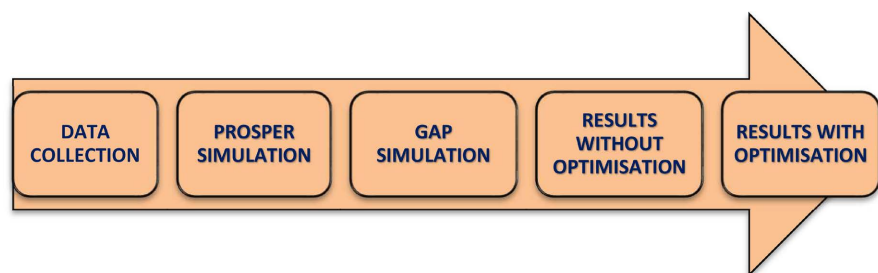 DATA
COLLECTION
PROSPER
SIMULATION
GAP
SIMULATION
RESULTS
WITHOUT
OPTIMISATION
RESULTS WITH
OPTIMISATION